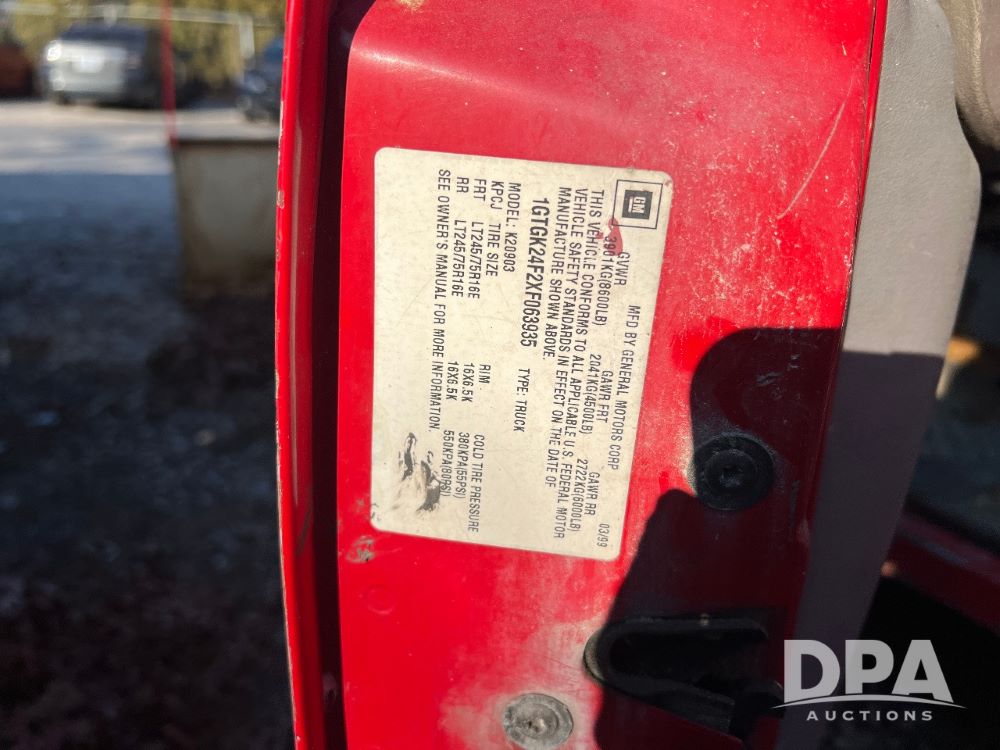 GM
MFD BY GENERAL MOTORS CORP 03/99
GVWR GAWR FRT GAWR RR
3901KG(8600LB) 2041KG(4500LB) 2722KG(6000LB)
THIS VEHICLE CONFORMS TO ALL APPLICABLE U.S. FEDERAL MOTOR
VEHICLE SAFETY STANDARDS IN EFFECT ON THE DATE OF
MANUFACTURE SHOWN ABOVE.
1GTGK24F2XF063935 TYPE: TRUCK
MODEL: K20903
KPCJ TIRE SIZE RIM COLD TIRE PRESSURE
FRT LT245/75R16E 16X6.5K 380KPA(55PSI)
RR LT245/75R16E 16X6.5K 550KPA(80PSI)
SEE OWNER'S MANUAL FOR MORE INFORMATION.
DPA
AUCTIONS